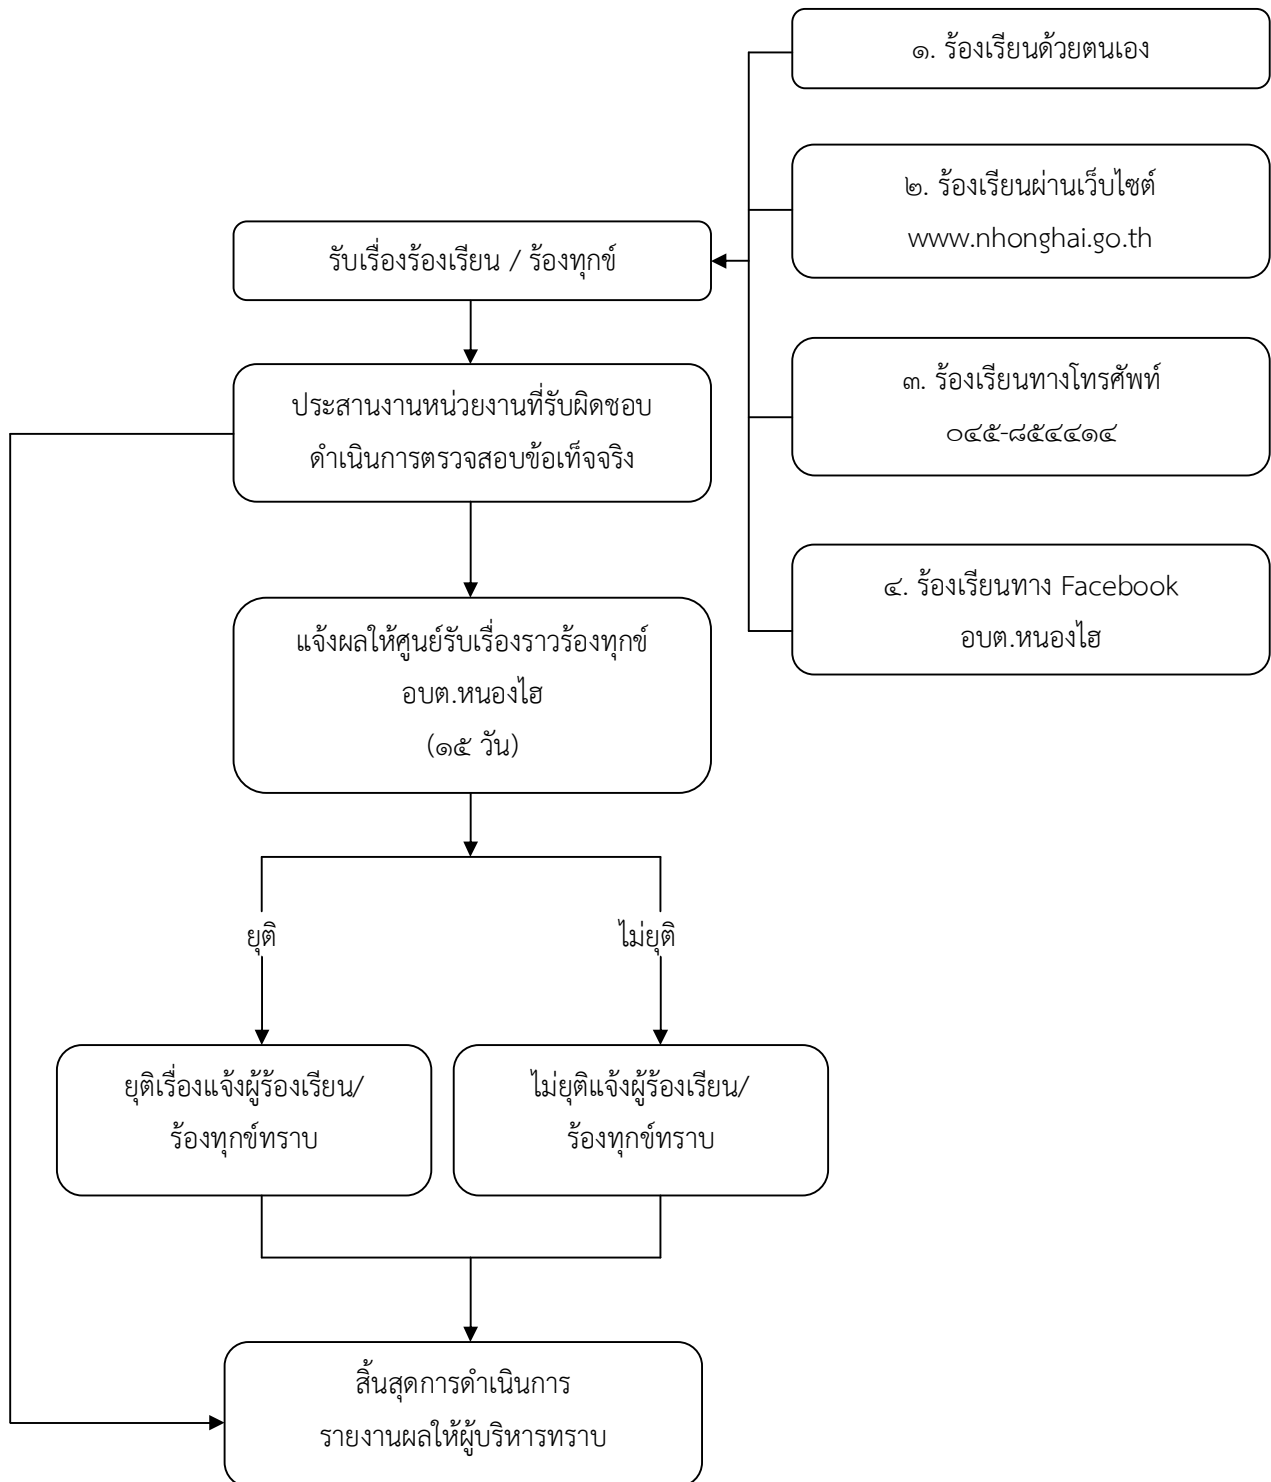 ๑. ร้องเรียนด้วยตนเอง
๒. ร้องเรียนผ่านเว็บไซต์
www.nhonghai.go.th
รับเรื่องร้องเรียน / ร้องทุกข์
๓. ร้องเรียนทางโทรศัพท์
๐๔๕-๘๕๔๔๑๔
ประสานงานหน่วยงานที่รับผิดชอบ
ดำเนินการตรวจสอบข้อเท็จจริง
๔. ร้องเรียนทาง Facebook
อบต.หนองไฮ
แจ้งผลให้ศูนย์รับเรื่องราวร้องทุกข์
อบต.หนองไฮ
(๑๕ วัน)
ยุติ
ไม่ยุติ
ยุติเรื่องแจ้งผู้ร้องเรียน/
ร้องทุกข์ทราบ
ไม่ยุติแจ้งผู้ร้องเรียน/
ร้องทุกข์ทราบ
สิ้นสุดการดำเนินการ
รายงานผลให้ผู้บริหารทราบ